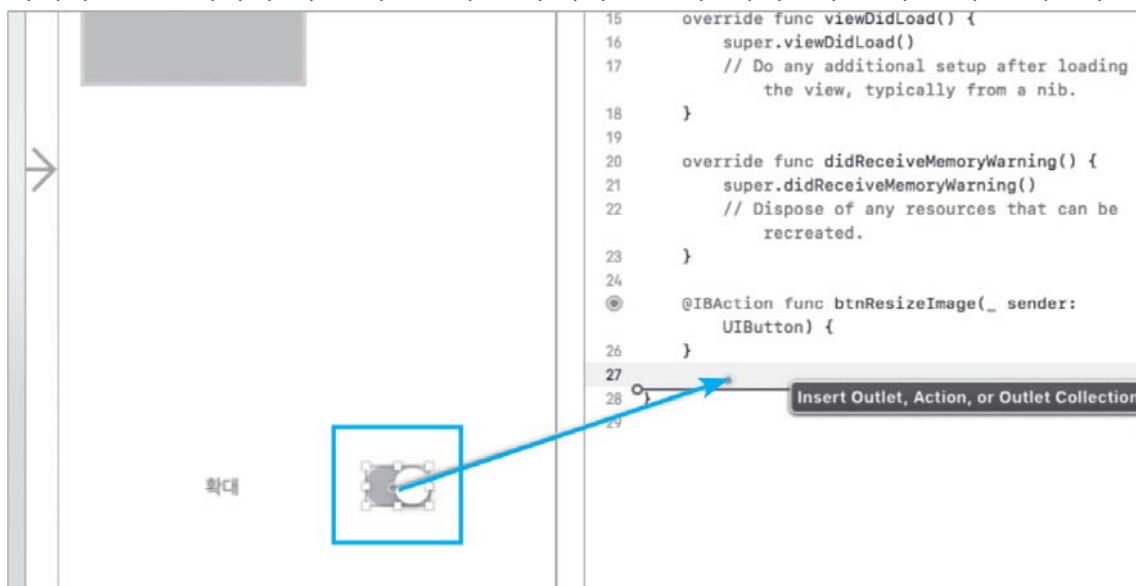 15 override func viewDidLoad() {
16 super.viewDidLoad()
17 // Do any additional setup after loading
the view, typically from a nib.
18 }
19
20 override func didReceiveMemoryWarning() {
21 super.didReceiveMemoryWarning()
22 // Dispose of any resources that can be
recreated.
23 }
24
@IBAction func btnResizeImage(_ sender:
UIButton) {
26 }
27
Insert Outlet, Action, or Outlet Collection
28 }
29
확대